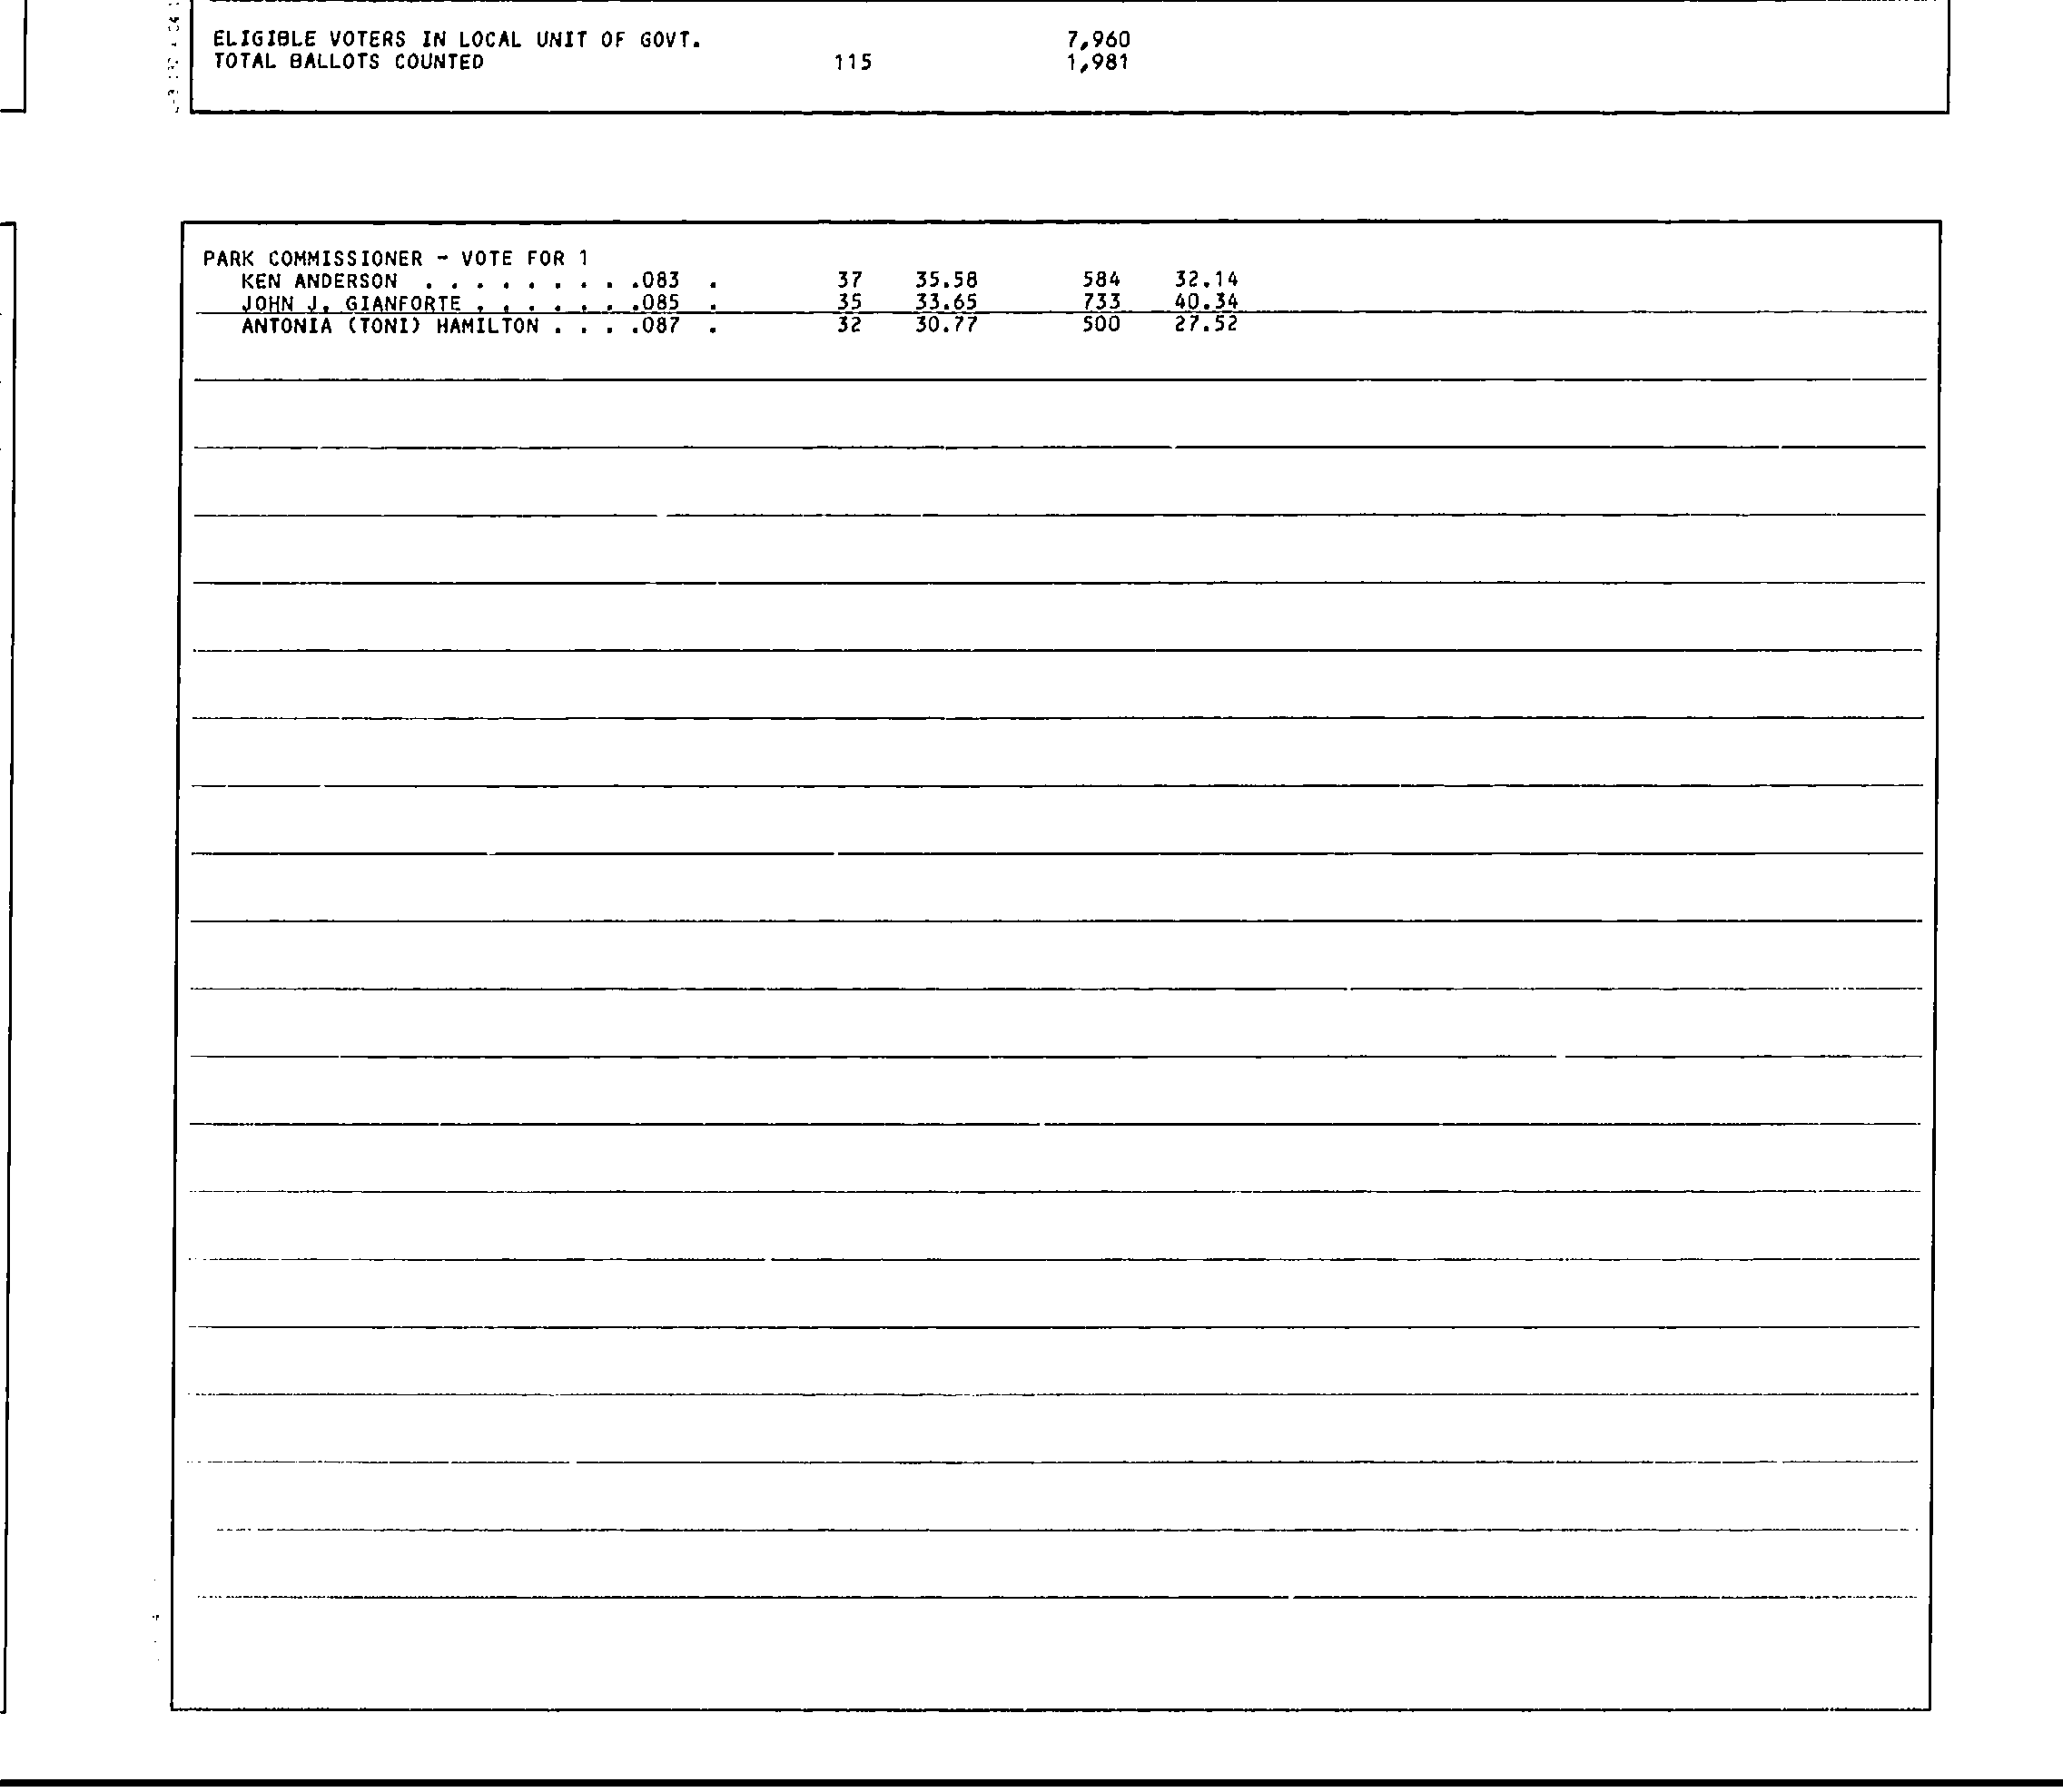 ELIGIBLE VOTERS IN LOCAL UNIT OF GOVT. 7,960
TOTAL BALLOTS COUNTED 115 1,981
PARK COMMISSIONER - VOTE FOR 1
KEN ANDERSON . . . . . . . . .083 . 37 35.58 584 32.14
JOHN J. GIANFORTE . . . . . . .085 . 35 33.65 733 40.34
ANTONIA (TONI) HAMILTON . . . .087 . 32 30.77 500 27.52